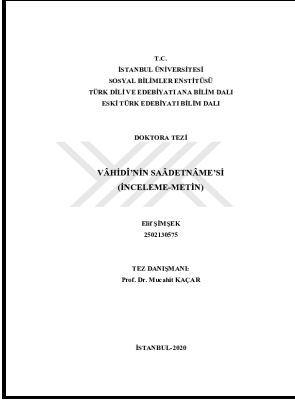 T.C.
İSTANBUL ÜNİVERSİTESİ
SOSYAL BİLİMLER ENSTİTÜSÜ
TÜRK DİLİ VE EDEBİYATI ANA BİLİM DALI
ESKİ TÜRK EDEBİYATI BİLİM DALI
DOKTORA TEZİ
VÂHİDÎ’NİN SAÂDETNÂME’Sİ
(İNCELEME-METİN)
Elif ŞİMŞEK
2502130575
TEZ DANIŞMANI:
Prof. Dr. Mucahit KAÇAR
İSTANBUL-2020